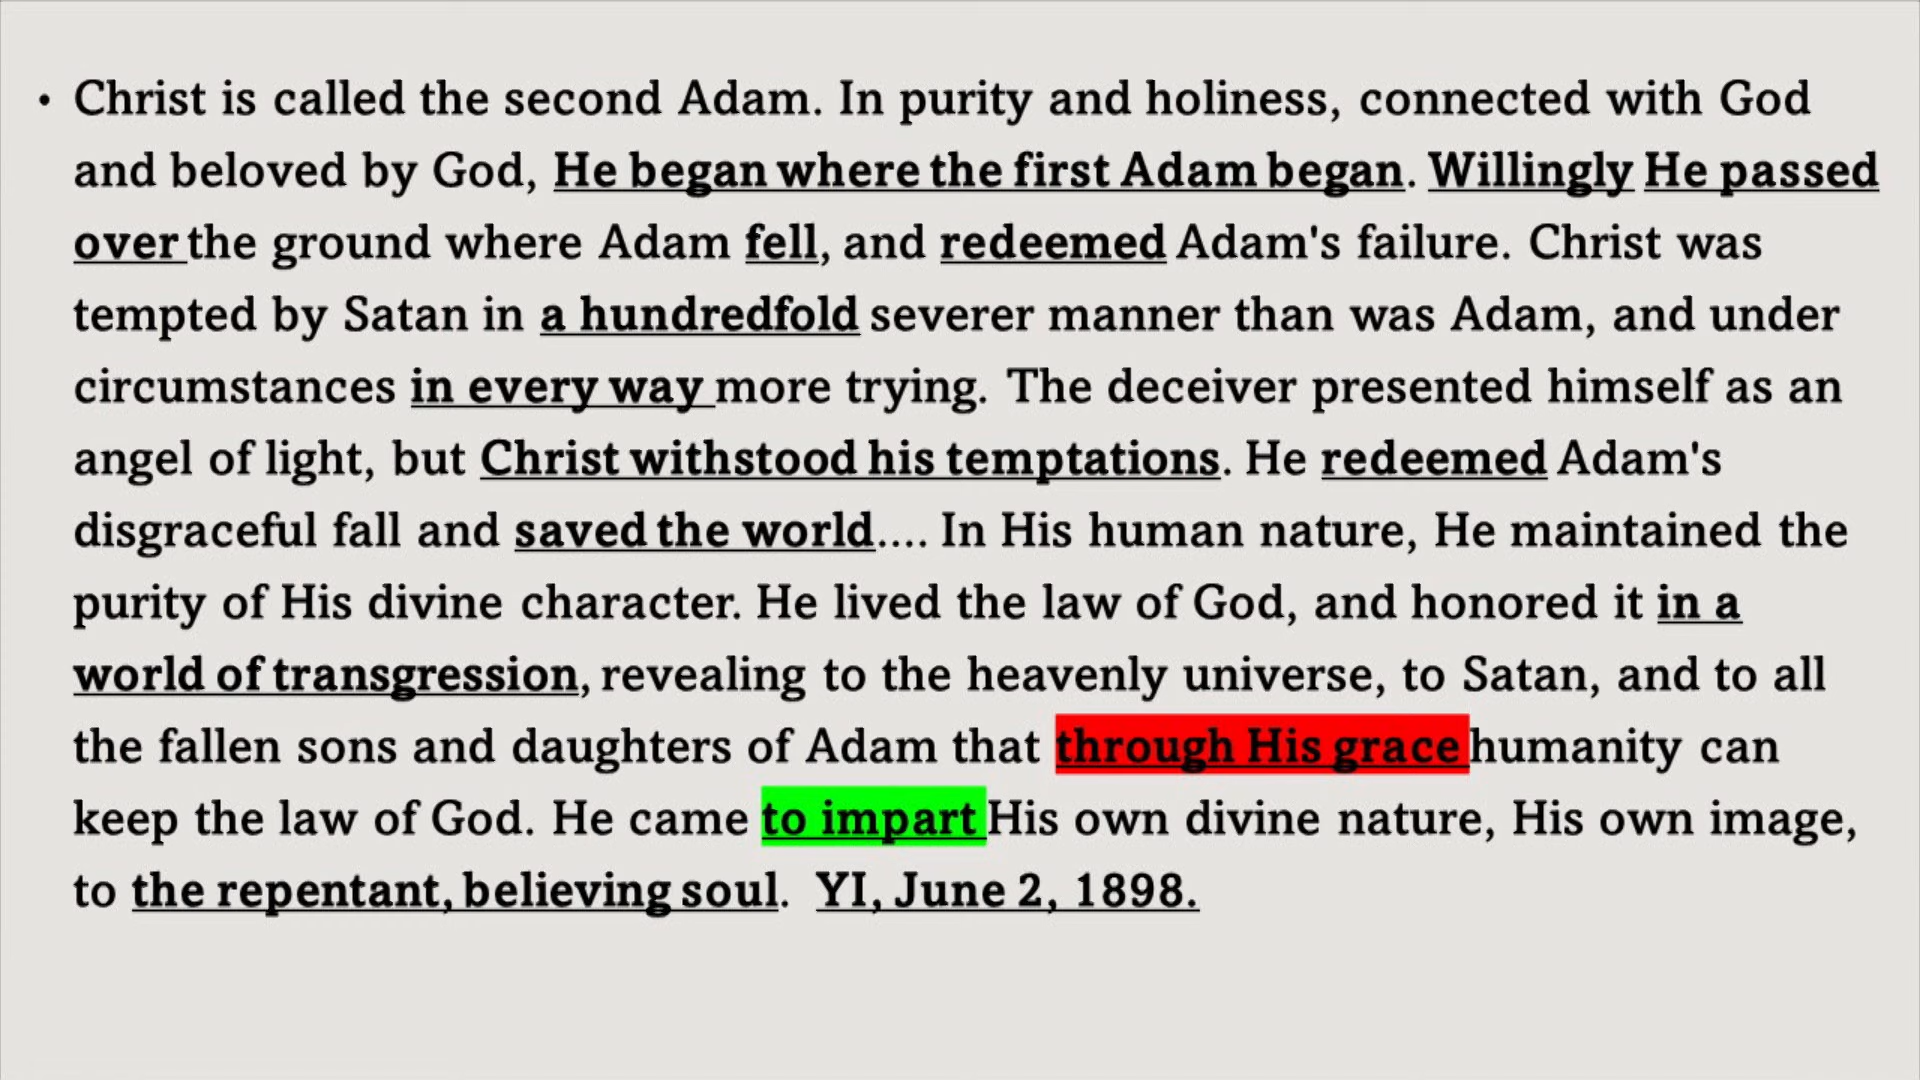 • Christ is called the second Adam. In purity and holiness, connected with God
and beloved by God, He began where the first Adam began. Willingly He passed
over the ground where Adam fell, and redeemed Adam's failure. Christ was
tempted by Satan in a hundredfold severer manner than was Adam, and under
circumstances in every way more trying. The deceiver presented himself as an
angel of light, but Christ withstood his temptations. He redeemed Adam's
disgraceful fall and saved the world.... In His human nature, He maintained the
purity of His divine character. He lived the law of God, and honored it in a
world of transgression, revealing to the heavenly universe, to Satan, and to all
the fallen sons and daughters of Adam that through His grace humanity can
keep the law of God. He came to impart His own divine nature, His own image,
to the repentant, believing soul. YI, June 2, 1898.